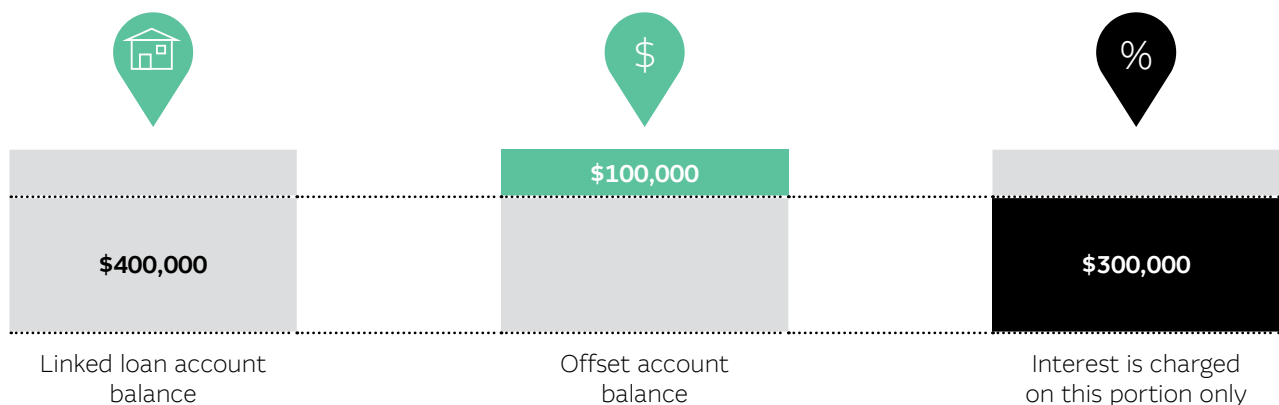 $
%
$100,000
$400,000
$300,000
Linked loan account
balance
Offset account
balance
Interest is charged
on this portion only